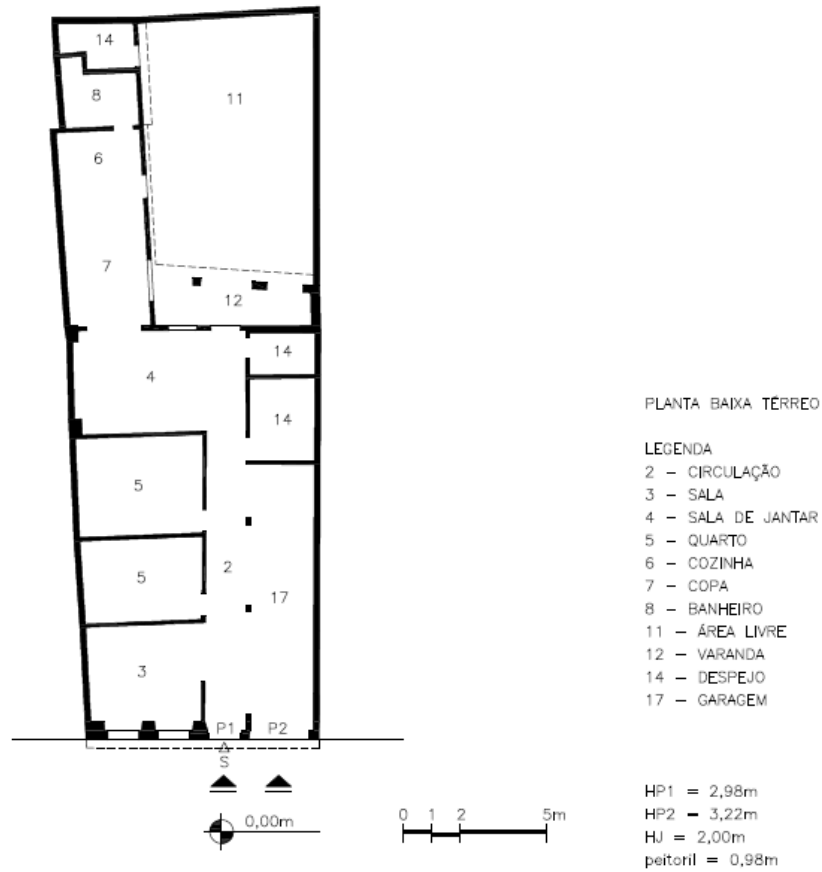 14
8
11
6
7
12
4
14
14
5
2
5
17
3
P1 P2
S
0,00m
0 1 2 5m
PLANTA BAIXA TÉRREO
LEGENDA
2 – CIRCULAÇÃO
3 – SALA
4 – SALA DE JANTAR
5 – QUARTO
6 – COZINHA
7 – COPA
8 – BANHEIRO
11 – ÁREA LIVRE
12 – VARANDA
14 – DESPEJO
17 – GARAGEM
HP1 = 2,98m
HP2 = 3,22m
HJ = 2,00m
peitoril = 0,98m